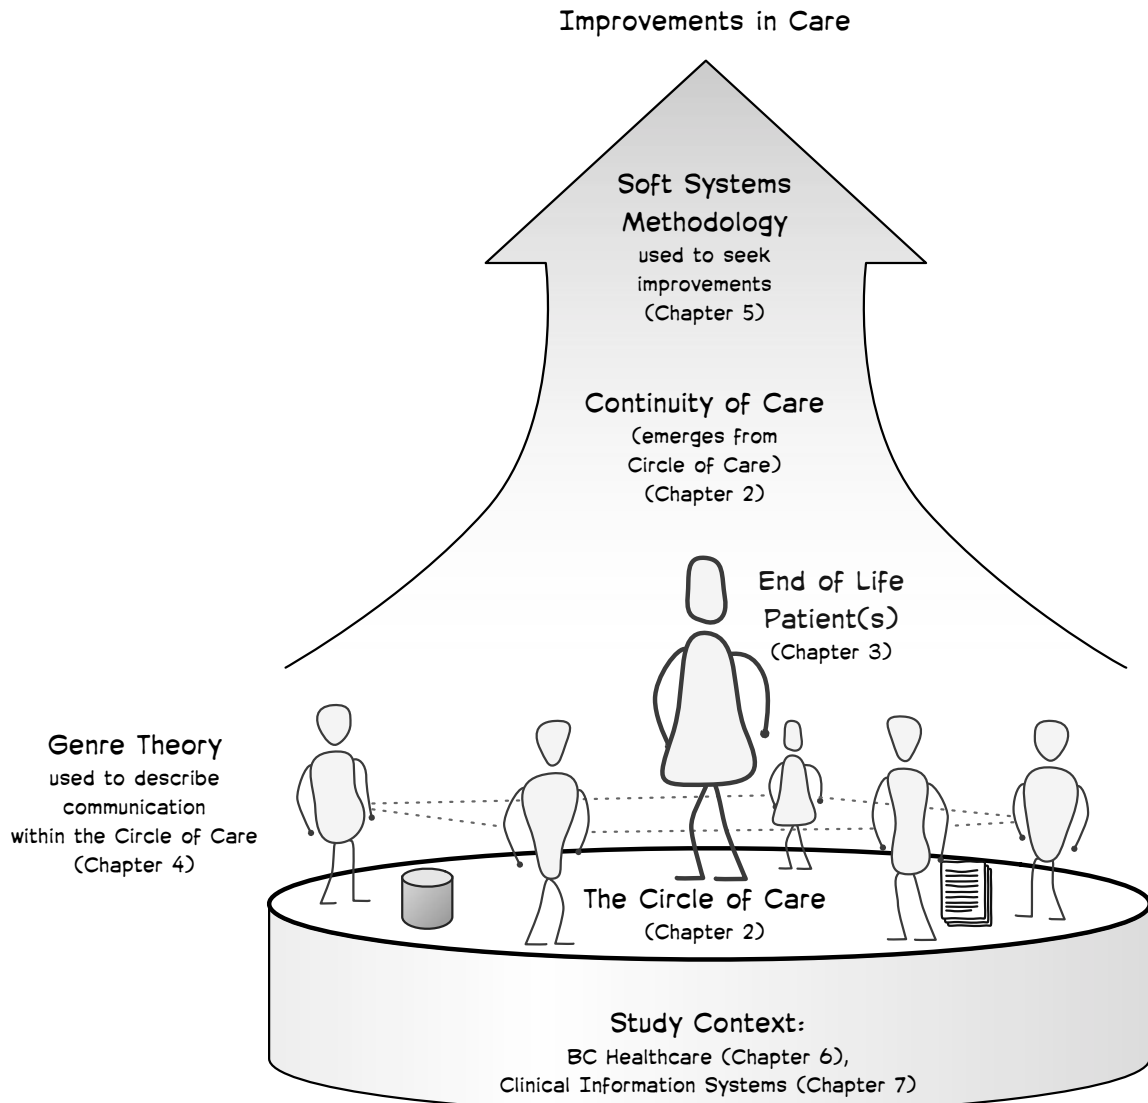 Improvements in Care
Soft Systems
Methodology
used to seek
improvements
(Chapter 5)
Continuity of Care
(emerges from
Circle of Care)
(Chapter 2)
End of Life
Patient(s)
(Chapter 3)
Genre Theory
used to describe
communication
within the Circle of Care
(Chapter 4)
The Circle of Care
(Chapter 2)
Study Context:
BC Healthcare (Chapter 6),
Clinical Information Systems (Chapter 7)